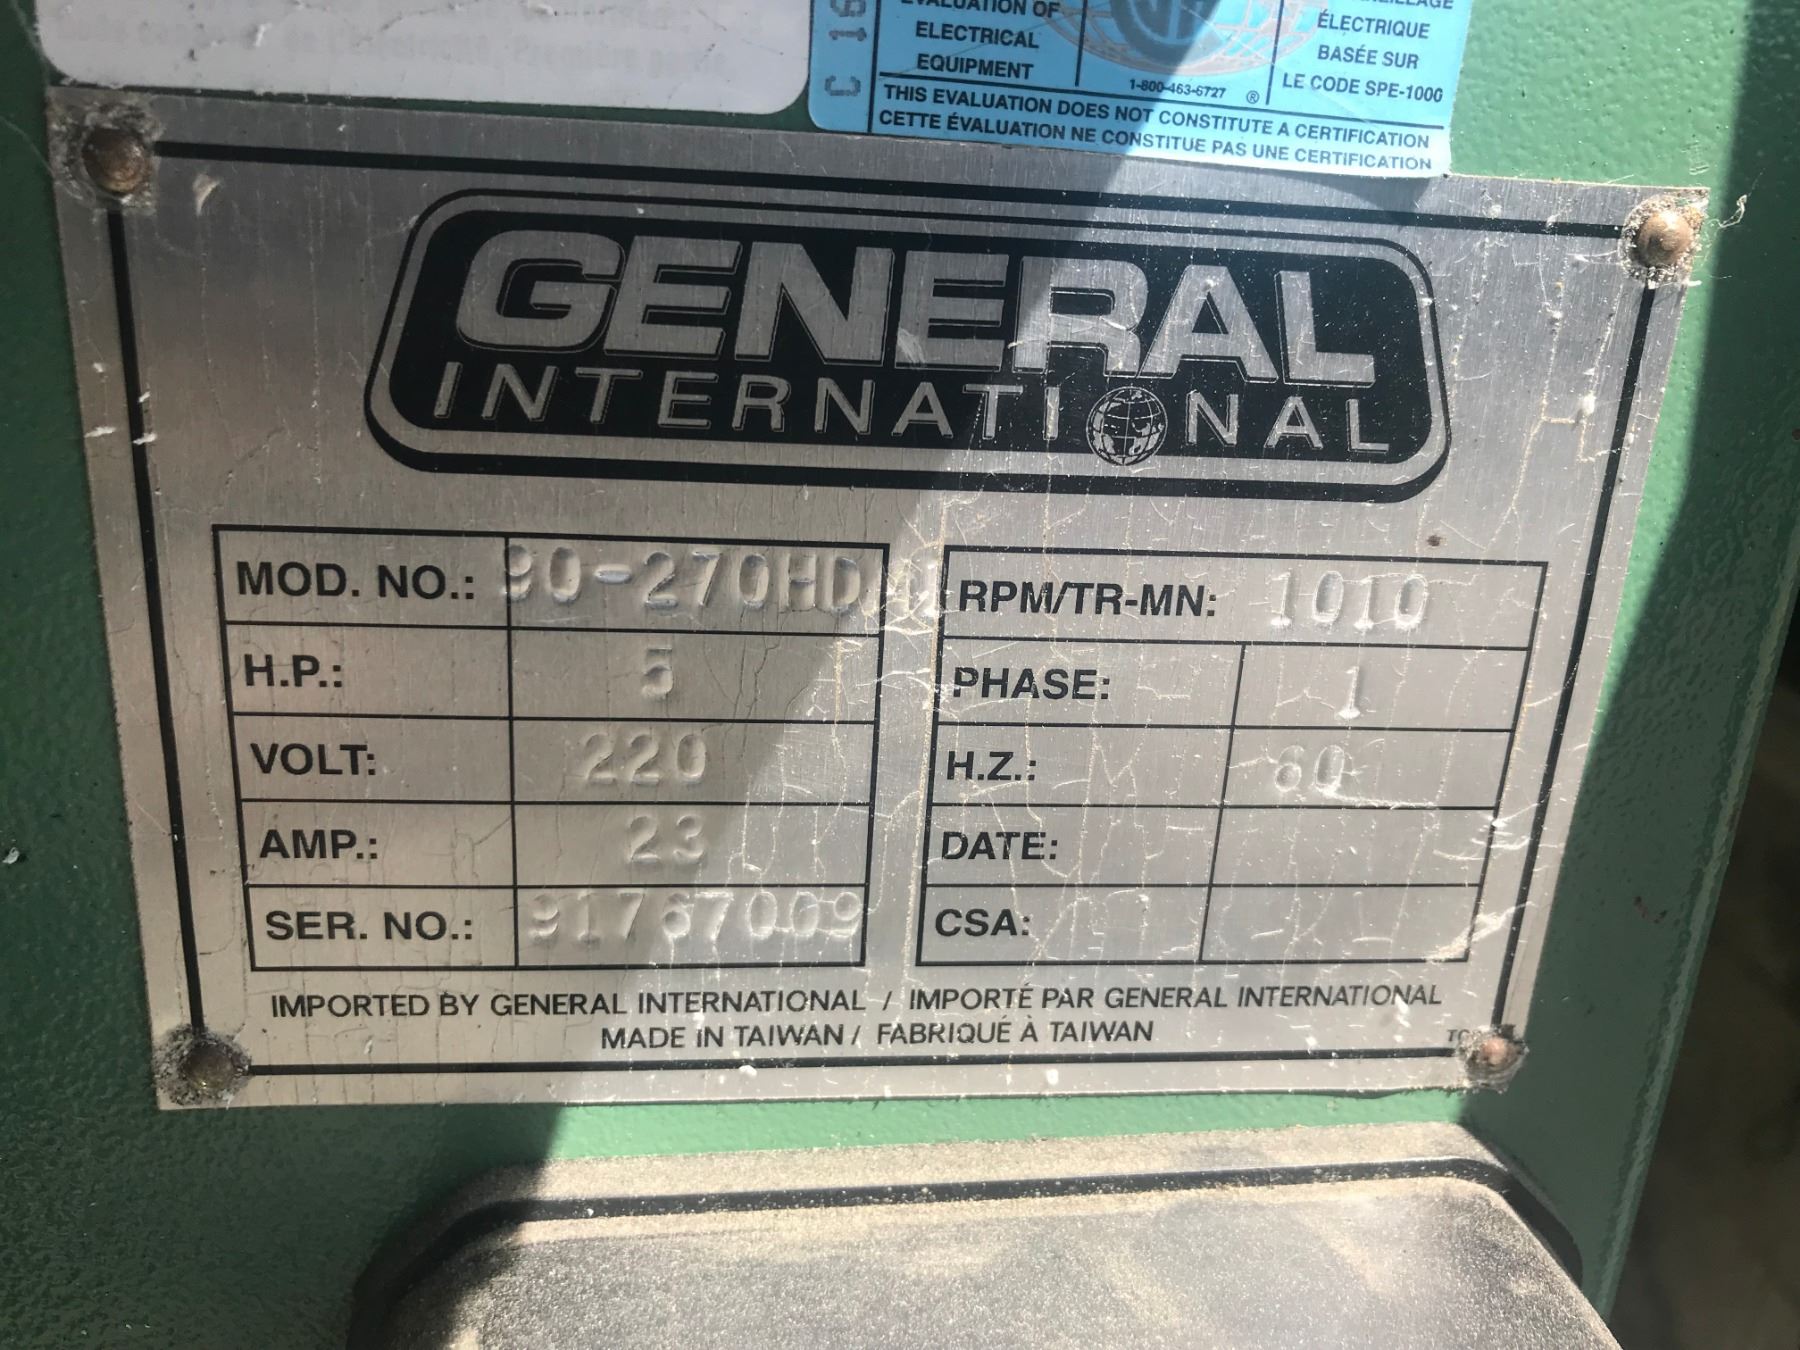 C 16
EVALUATION OF
ELECTRICAL
EQUIPMENT
1-800-463-6727 ®
ÉLECTRIQUE
BASÉE SUR
LE CODE SPE-1000
THIS EVALUATION DOES NOT CONSTITUTE A CERTIFICATION
CETTE ÉVALUATION NE CONSTITUE PAS UNE CERTIFICATION
GENERAL
INTERNATIONAL
MOD. NO.: 90-270HD
RPM/TR-MN: 1010
H.P.: 5
PHASE: 1
VOLT: 220
H.Z.: 60
AMP.: 23
DATE:
SER. NO.: 91767009
CSA:
IMPORTED BY GENERAL INTERNATIONAL / IMPORTÉ PAR GENERAL INTERNATIONAL
MADE IN TAIWAN / FABRIQUÉ À TAIWAN